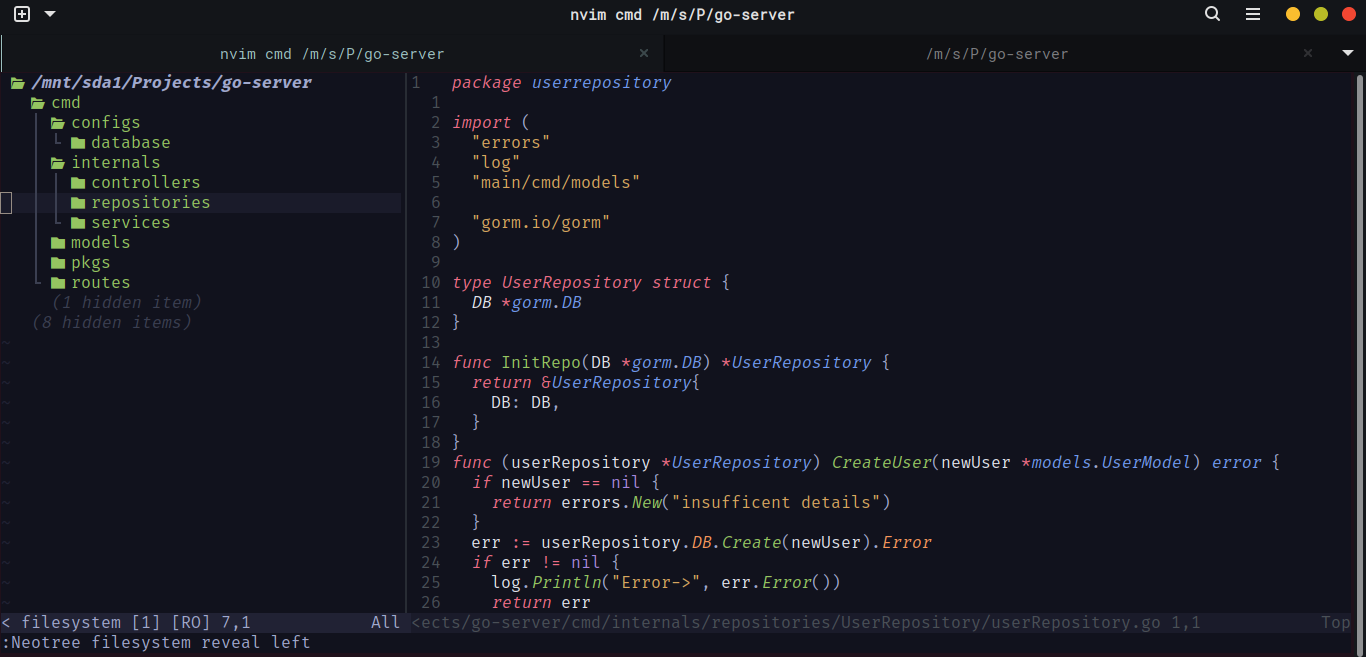 nvim cmd /m/s/P/go-server
nvim cmd /m/s/P/go-server × /m/s/P/go-server ×
/mnt/sda1/Projects/go-server
cmd
configs
database
internals
controllers
repositories
services
models
pkgs
routes
(1 hidden item)
(8 hidden items)
~
~
~
~
~
~
~
~
~
~
~
~
~
~
1 package userrepository
1
2 import (
3 "errors"
4 "log"
5 "main/cmd/models"
6
7 "gorm.io/gorm"
8 )
9
10 type UserRepository struct {
11 DB *gorm.DB
12 }
13
14 func InitRepo(DB *gorm.DB) *UserRepository {
15 return &UserRepository{
16 DB: DB,
17 }
18 }
19 func (userRepository *UserRepository) CreateUser(newUser *models.UserModel) error {
20 if newUser == nil {
21 return errors.New("insufficent details")
22 }
23 err := userRepository.DB.Create(newUser).Error
24 if err != nil {
25 log.Println("Error->", err.Error())
26 return err
< filesystem [1] [RO] 7,1 All <ects/go-server/cmd/internals/repositories/UserRepository/userRepository.go 1,1 Top
:Neotree filesystem reveal left